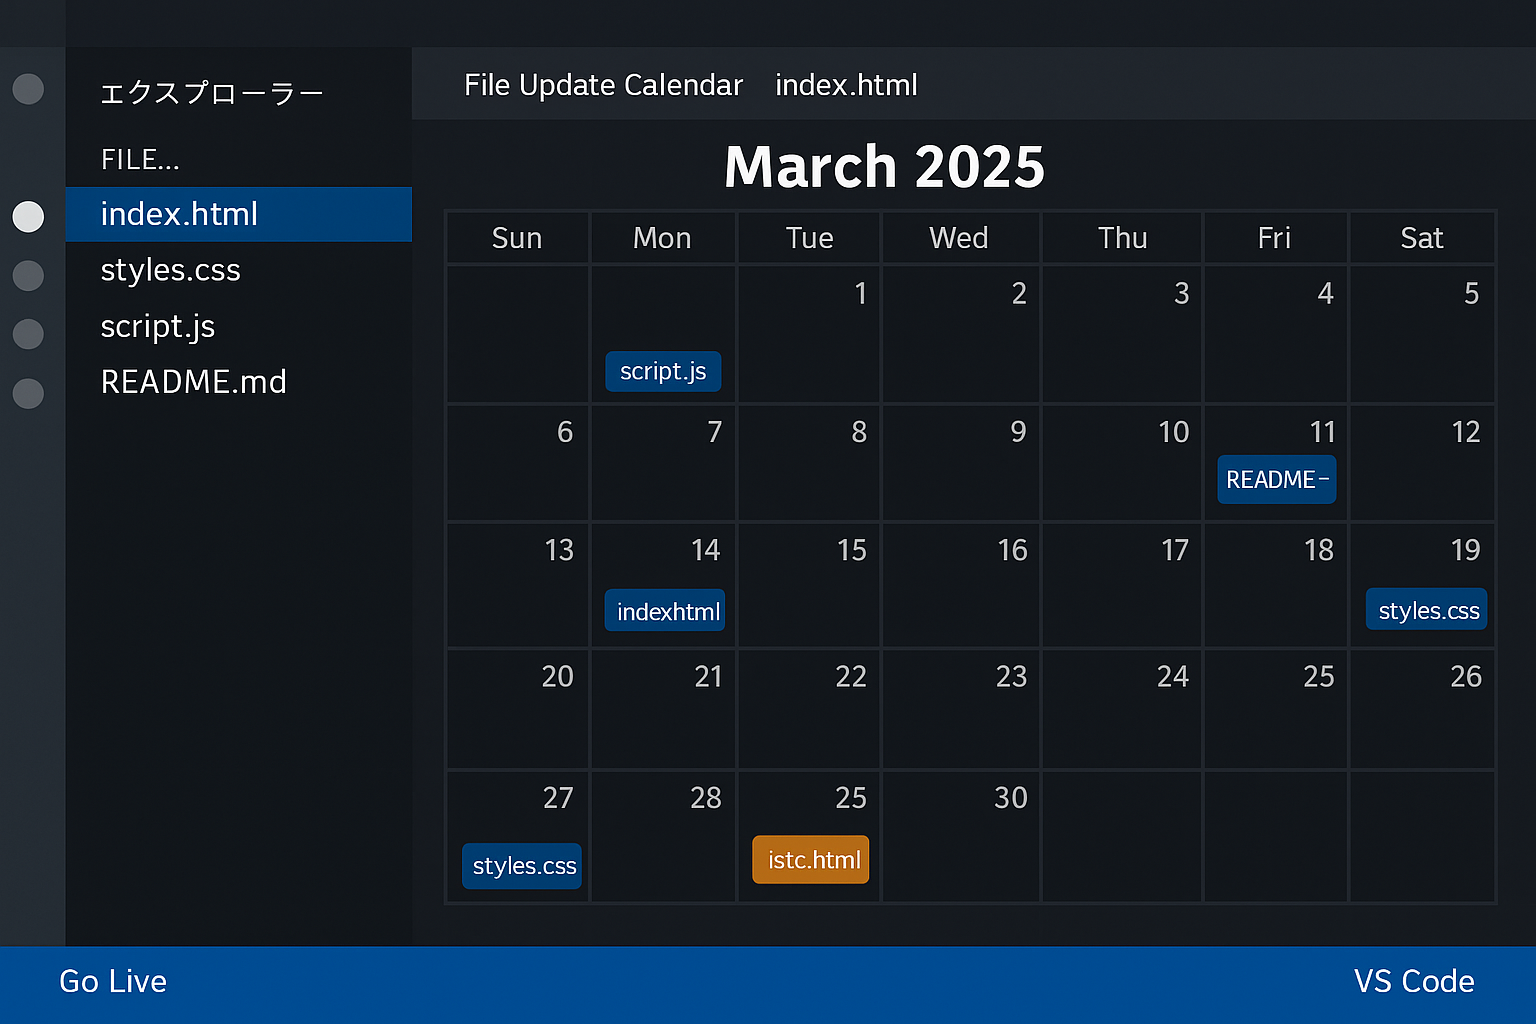 エクスプローラー
FILE...
index.html
styles.css
script.js
README.md
File Update Calendar index.html
March 2025
Sun Mon Tue Wed Thu Fri Sat
1 2 3 4 5
script.js
6 7 8 9 10 11 12
README-
13 14 15 16 17 18 19
indexhtml styles.css
20 21 22 23 24 25 26
27 28 25 30
styles.css istc.html
Go Live VS Code